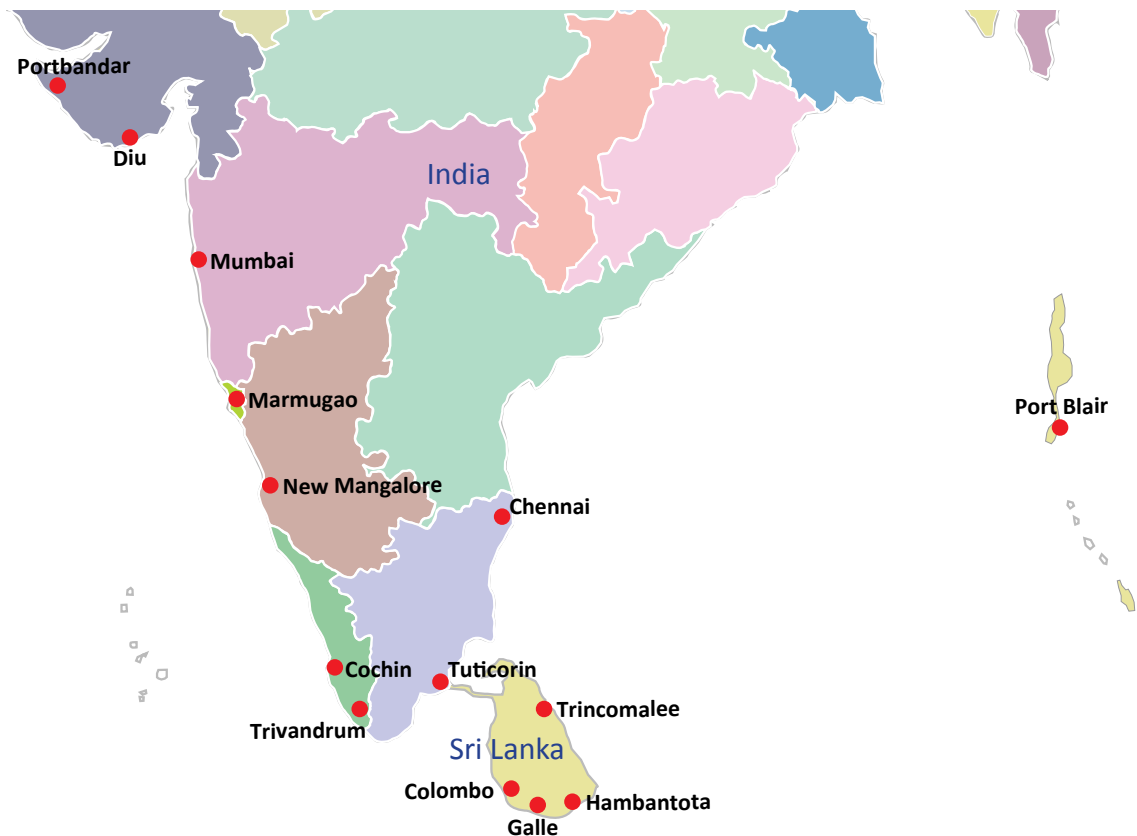 Portbandar
Diu
India
Mumbai
Marmugao
Port Blair
New Mangalore
Chennai
Cochin
Tuticorin
Trincomalee
Trivandrum
Sri Lanka
Colombo
Hambantota
Galle